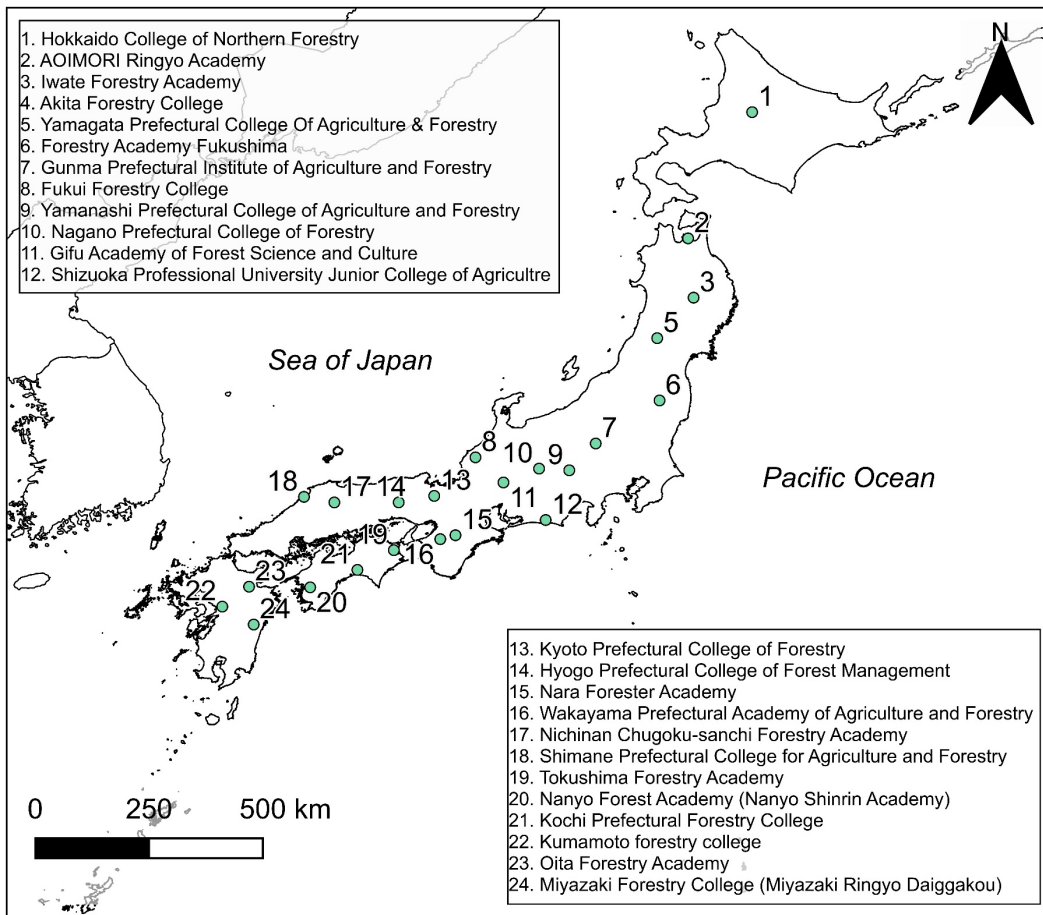 1. Hokkaido College of Northern Forestry
2. AOIMORI Ringyo Academy
3. Iwate Forestry Academy
4. Akita Forestry College
5. Yamagata Prefectural College Of Agriculture & Forestry
6. Forestry Academy Fukushima
7. Gunma Prefectural Institute of Agriculture and Forestry
8. Fukui Forestry College
9. Yamanashi Prefectural College of Agriculture and Forestry
10. Nagano Prefectural College of Forestry
11. Gifu Academy of Forest Science and Culture
12. Shizuoka Professional University Junior College of Agricultre
N
1
2
3
5
6
7
8
10
9
11
12
13
14
17
18
15
16
19
21
20
23
22
24
Sea of Japan
Pacific Ocean
13. Kyoto Prefectural College of Forestry
14. Hyogo Prefectural College of Forest Management
15. Nara Forester Academy
16. Wakayama Prefectural Academy of Agriculture and Forestry
17. Nichinan Chugoku-sanchi Forestry Academy
18. Shimane Prefectural College for Agriculture and Forestry
19. Tokushima Forestry Academy
20. Nanyo Forest Academy (Nanyo Shinrin Academy)
21. Kochi Prefectural Forestry College
22. Kumamoto forestry college
23. Oita Forestry Academy
24. Miyazaki Forestry College (Miyazaki Ringyo Daiggakou)
0 250 500 km